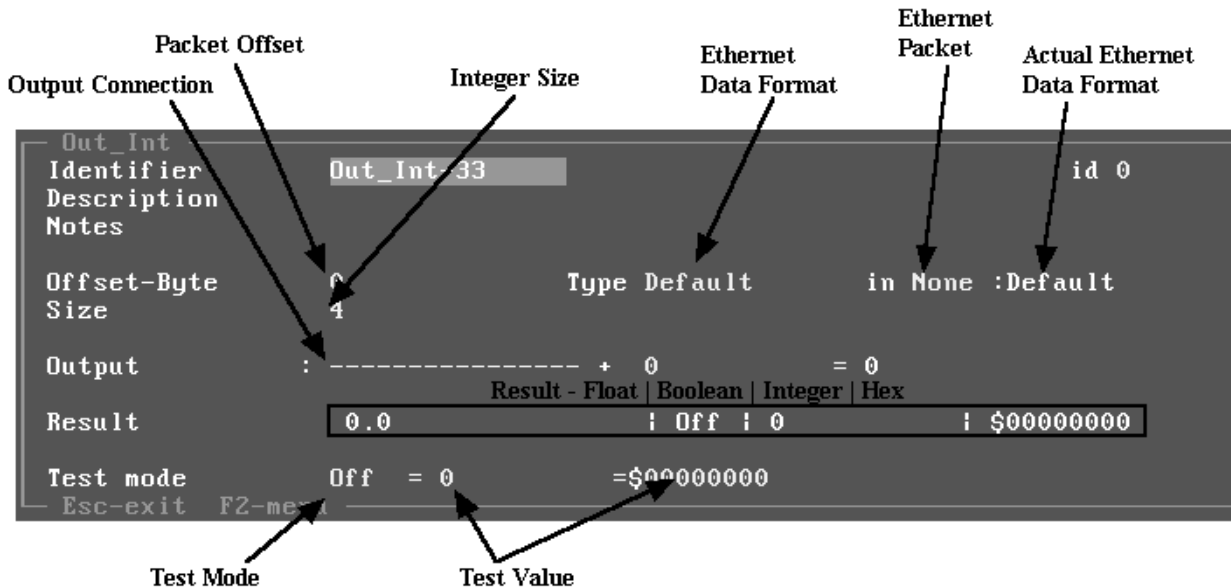 Ethernet
Packet
Packet Offset
Ethernet
Data Format
Actual Ethernet
Data Format
Output Connection
Integer Size
Out_Int
Identifier Out_Int-33 id 0
Description
Notes
Offset-Byte 0 Type Default in None :Default
Size 4
Output : ---------------- + 0 = 0
Result - Float | Boolean | Integer | Hex
Result 0.0 | Off | 0 | $00000000
Test mode Off = 0 =$00000000
Esc-exit F2-menu
Test Mode
Test Value